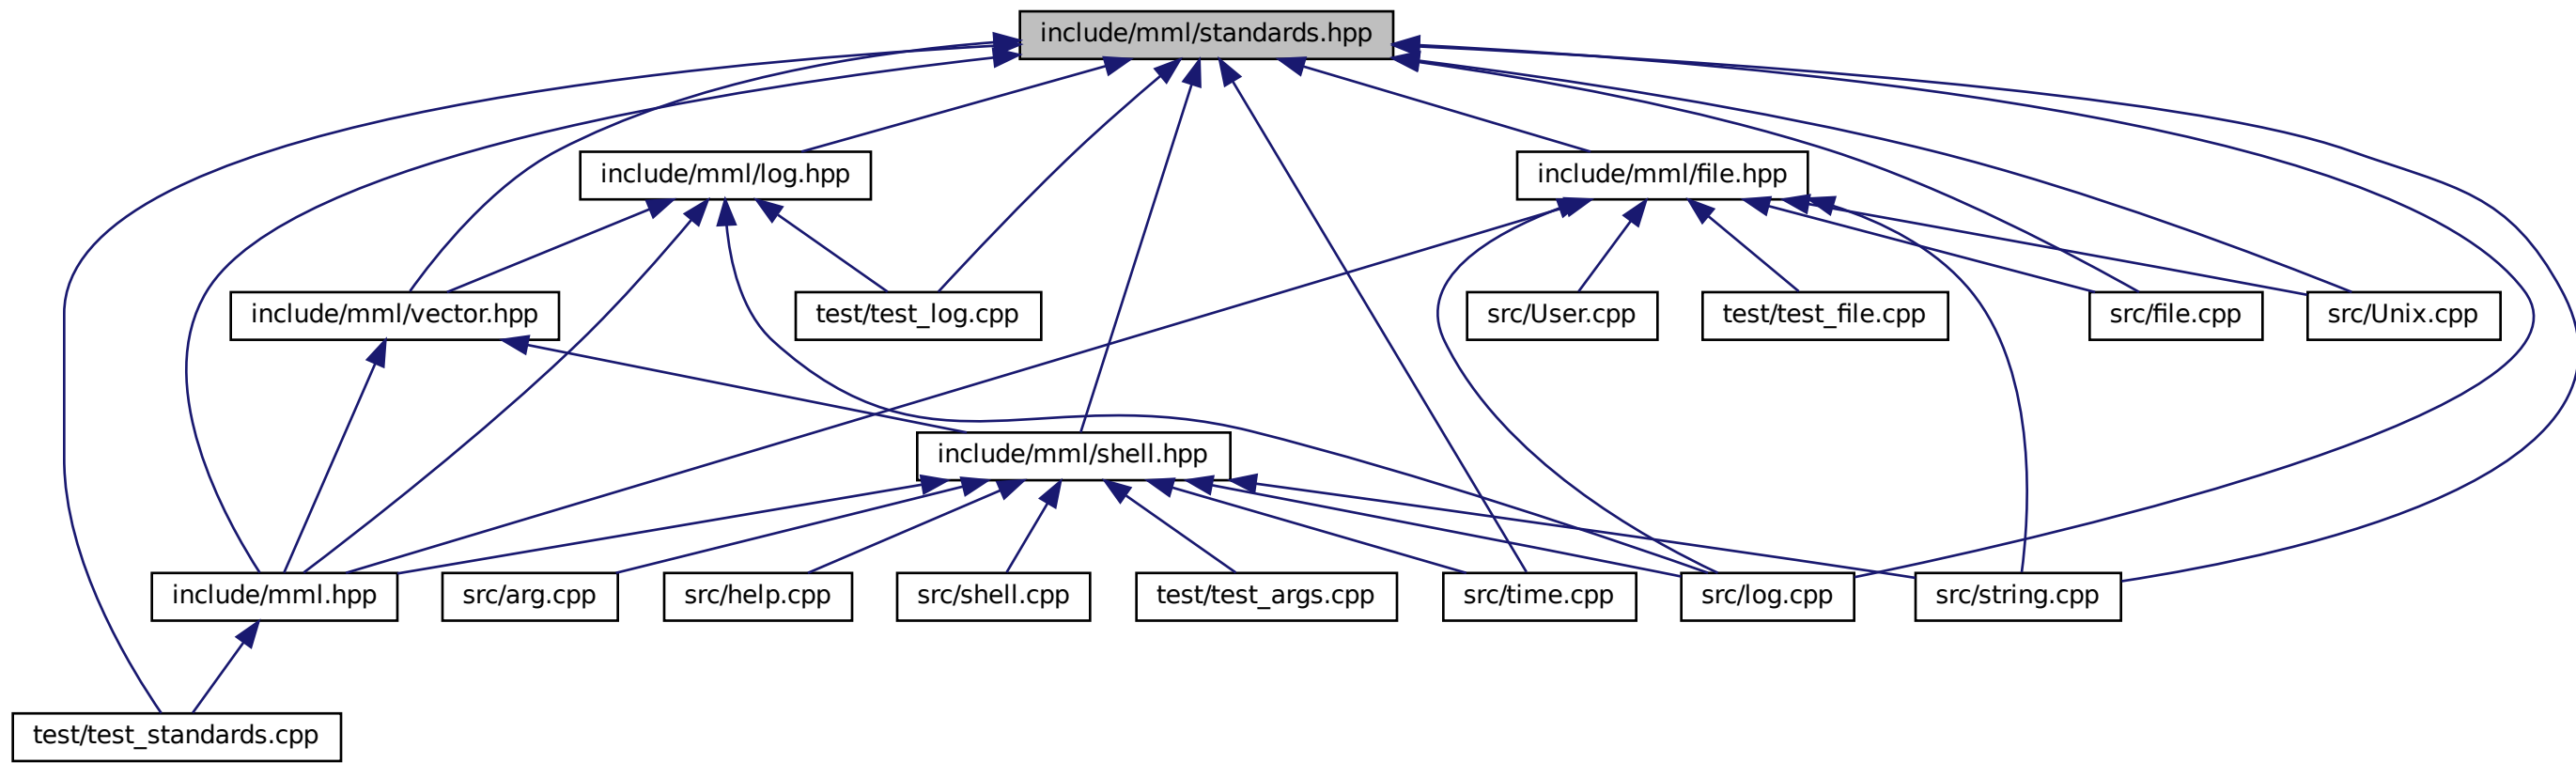 include/mml/standards.hpp
include/mml/log.hpp
include/mml/file.hpp
include/mml/vector.hpp
test/test_log.cpp
src/User.cpp
test/test_file.cpp
src/file.cpp
src/Unix.cpp
include/mml/shell.hpp
include/mml.hpp
src/arg.cpp
src/help.cpp
src/shell.cpp
test/test_args.cpp
src/time.cpp
src/log.cpp
src/string.cpp
test/test_standards.cpp